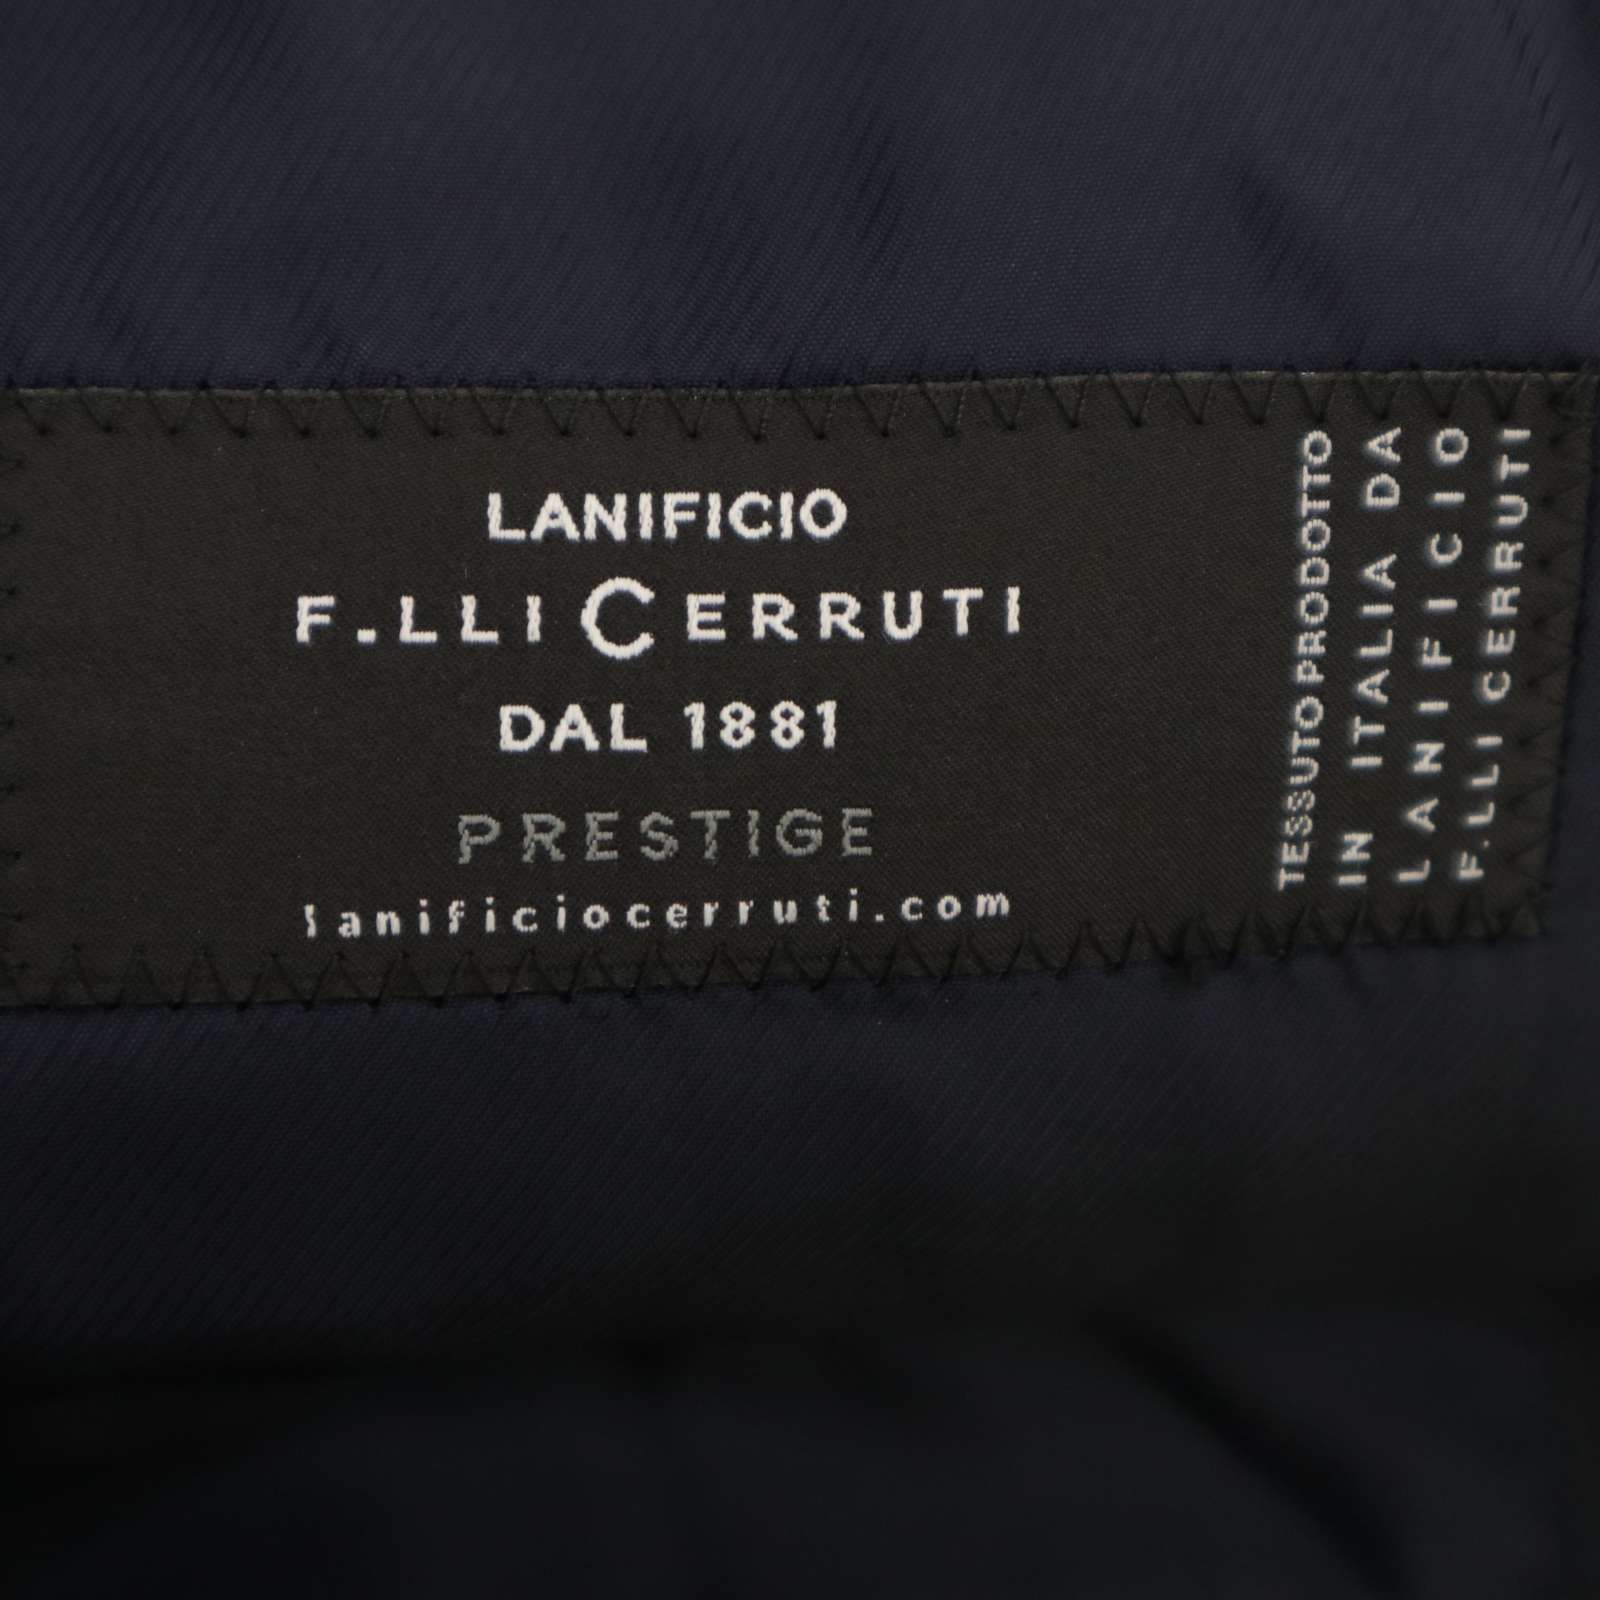 LANIFICIO
F.LLI CERRUTI
DAL 1881
PRESTIGE
lanificiocerruti.com
TESSUTO PRODOTTO
IN ITALIA DA
LANIFICIO
F.LLI CERRUTI